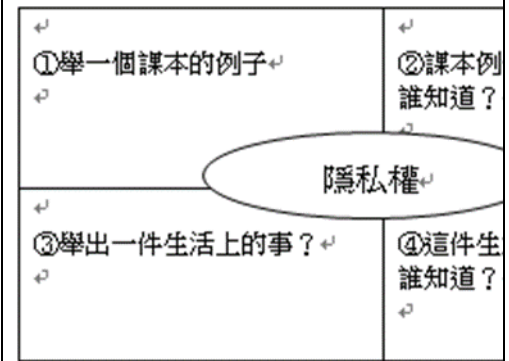 ①舉一個課本的例子
②課本例
誰知道？
隱私權
③舉出一件生活上的事？
④這件生
誰知道？